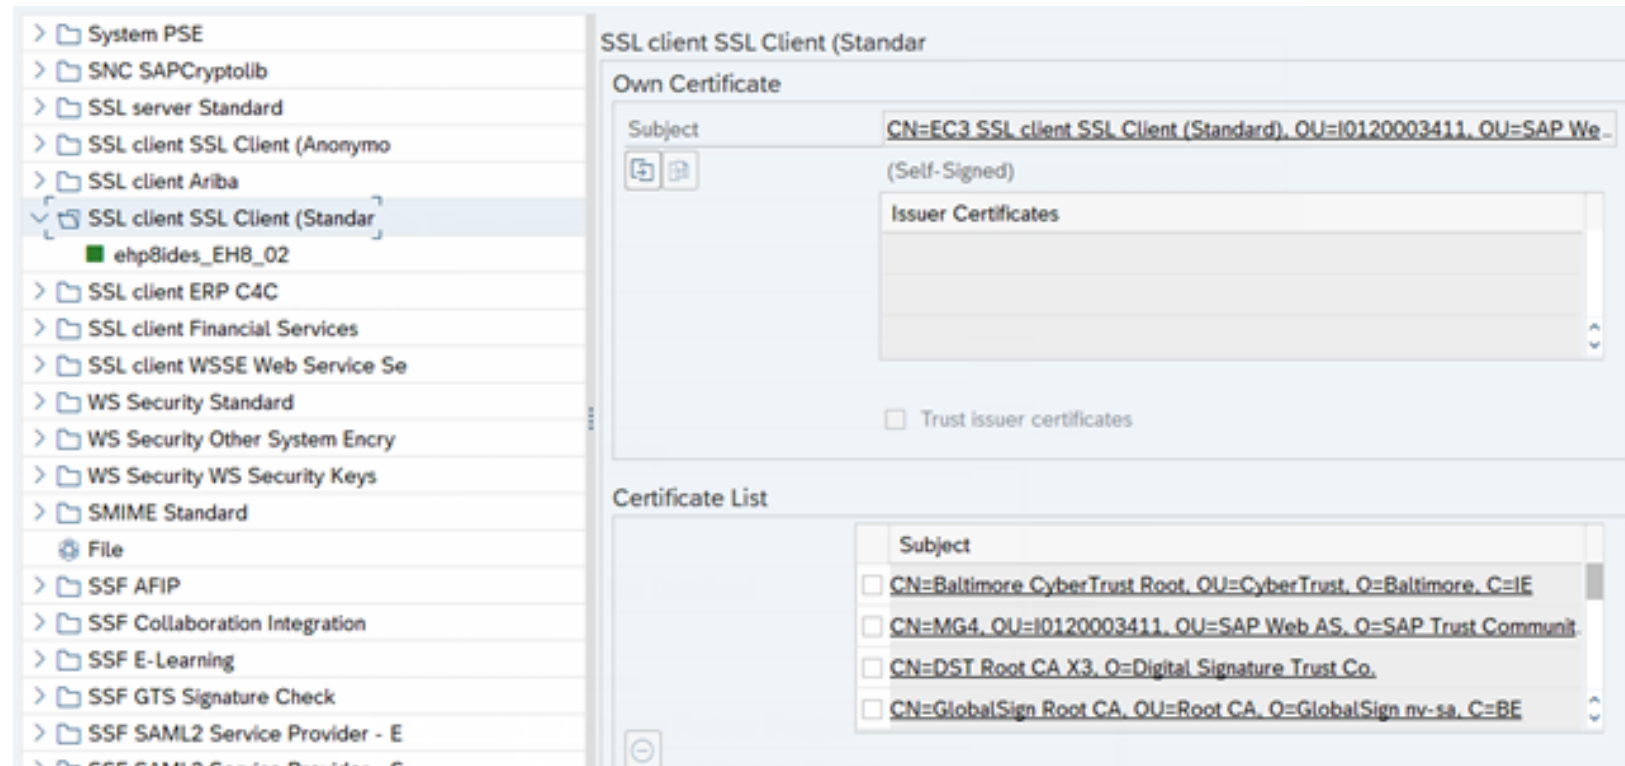 System PSE
SNC SAPCryptolib
SSL server Standard
SSL client SSL Client (Anonymo
SSL client Ariba
SSL client SSL Client (Standar
ehp8ides_EH8_02
SSL client ERP C4C
SSL client Financial Services
SSL client WSSE Web Service Se
WS Security Standard
WS Security Other System Encry
WS Security WS Security Keys
SMIME Standard
File
SSF AFIP
SSF Collaboration Integration
SSF E-Learning
SSF GTS Signature Check
SSF SAML2 Service Provider - E
SSL client SSL Client (Standar
Own Certificate
Subject
CN=EC3 SSL client SSL Client (Standard), OU=I0120003411, OU=SAP We...
(Self-Signed)
Issuer Certificates
Trust issuer certificates
Certificate List
Subject
CN=Baltimore CyberTrust Root, OU=CyberTrust, O=Baltimore, C=IE
CN=MG4, OU=I0120003411, OU=SAP Web AS, O=SAP Trust Communit
CN=DST Root CA X3, O=Digital Signature Trust Co.
CN=GlobalSign Root CA, OU=Root CA, O=GlobalSign nv-sa, C=BE